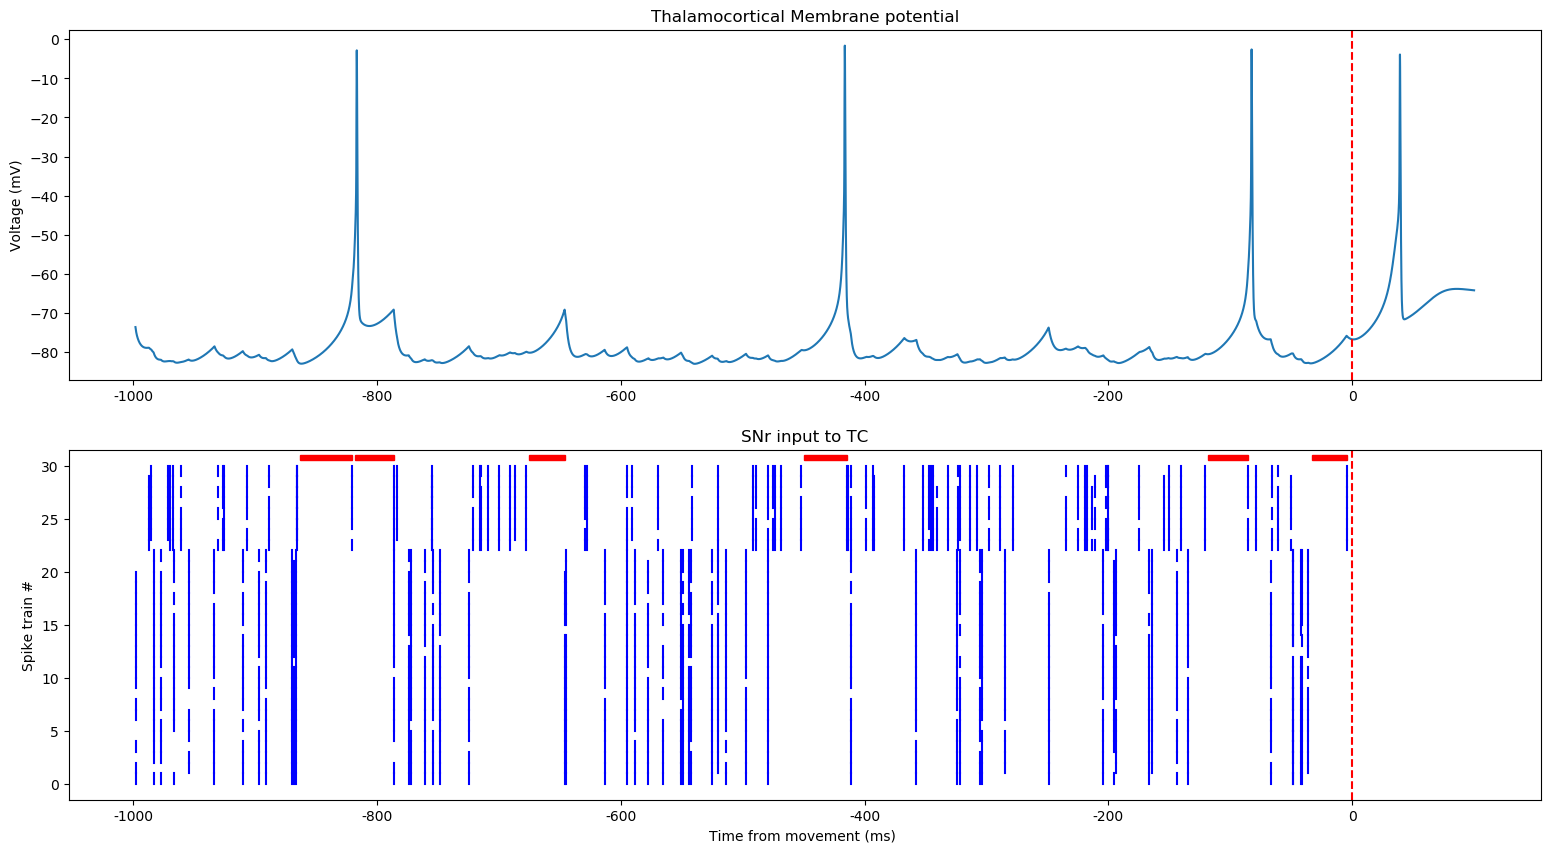 Thalamocortical Membrane potential
0
−10
−20
−30
−40
−50
−60
−70
−80
Voltage (mV)
-1000 -800 -600 -400 -200 0
SNr input to TC
30
25
20
15
10
5
0
Spike train #
-1000 -800 -600 -400 -200 0
Time from movement (ms)